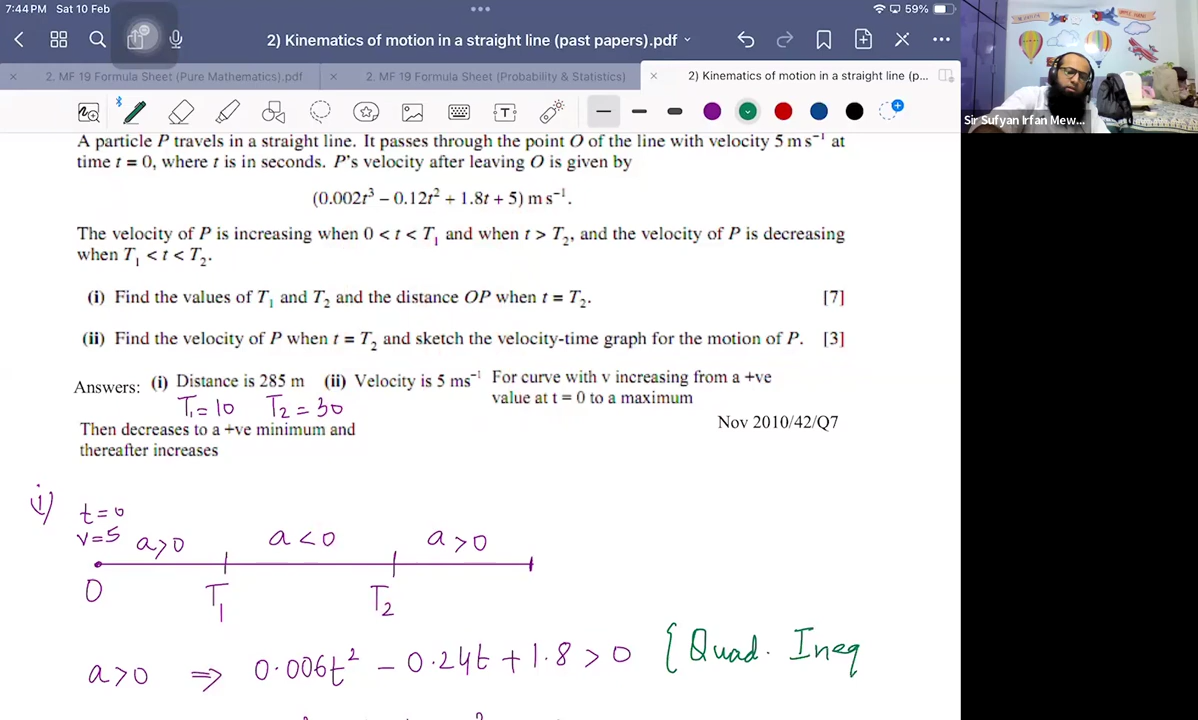 7:44 PM Sat 10 Feb
59%
2) Kinematics of motion in a straight line (past papers).pdf
2. MF 19 Formula Sheet (Pure Mathematics).pdf
2. MF 19 Formula Sheet (Probability & Statistics)
2) Kinematics of motion in a straight line (p...
Sir Sufyan Irfan Mew...
A particle P travels in a straight line. It passes through the point O of the line with velocity 5 m s⁻¹ at
time t = 0, where t is in seconds. P's velocity after leaving O is given by
(0.002t³ – 0.12t² + 1.8t + 5) m s⁻¹.
The velocity of P is increasing when 0 < t < T₁ and when t > T₂, and the velocity of P is decreasing
when T₁ < t < T₂.
(i) Find the values of T₁ and T₂ and the distance OP when t = T₂. [7]
(ii) Find the velocity of P when t = T₂ and sketch the velocity-time graph for the motion of P. [3]
Answers: (i) Distance is 285 m (ii) Velocity is 5 ms⁻¹ For curve with v increasing from a +ve
value at t = 0 to a maximum
T₁ = 10 T₂ = 30
Then decreases to a +ve minimum and
thereafter increases
Nov 2010/42/Q7
i)
t=0
v=5 a>0 a<0 a>0
O T₁ T₂
a>0 ⇒ 0.006t² – 0.24t + 1.8 > 0 { Quad. Ineq